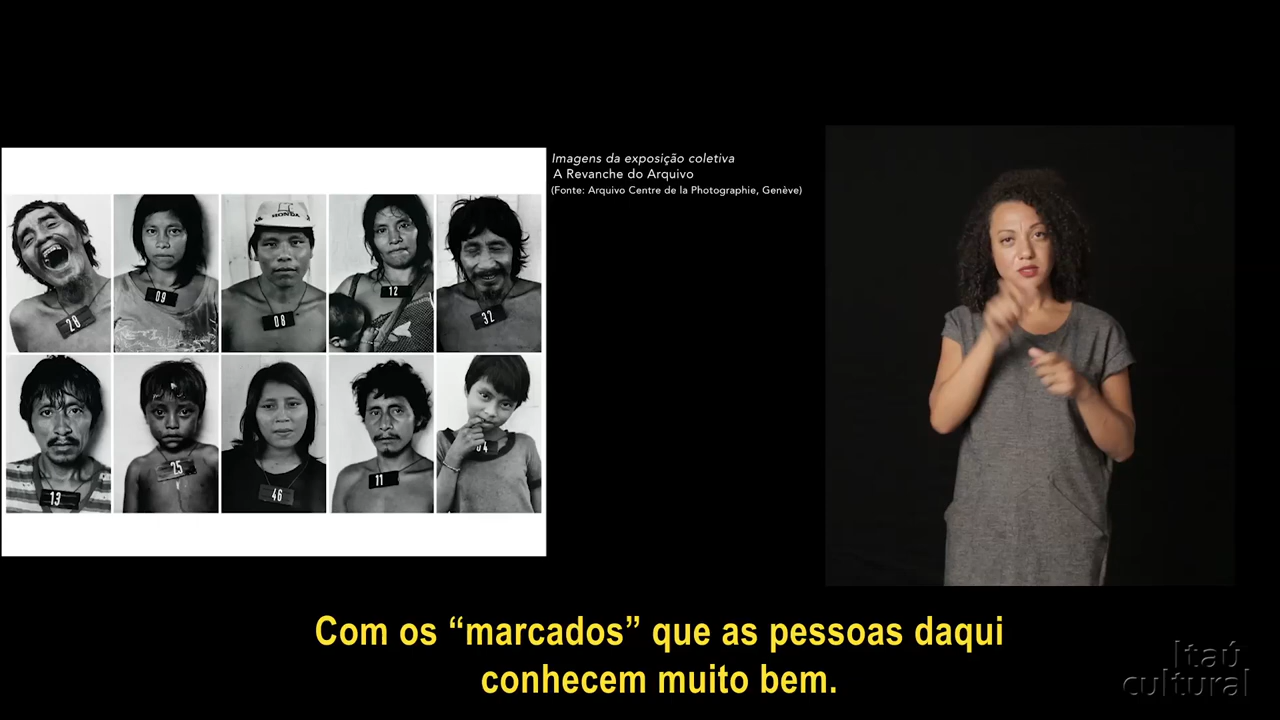 Imagens da exposição coletiva
A Revanche do Arquivo
(Fonte: Arquivo Centre de la Photographie, Genève)
HONDA
28
09
08
12
32
13
25
46
11
04
Com os “marcados” que as pessoas daqui
conhecem muito bem.
Itaú
cultural